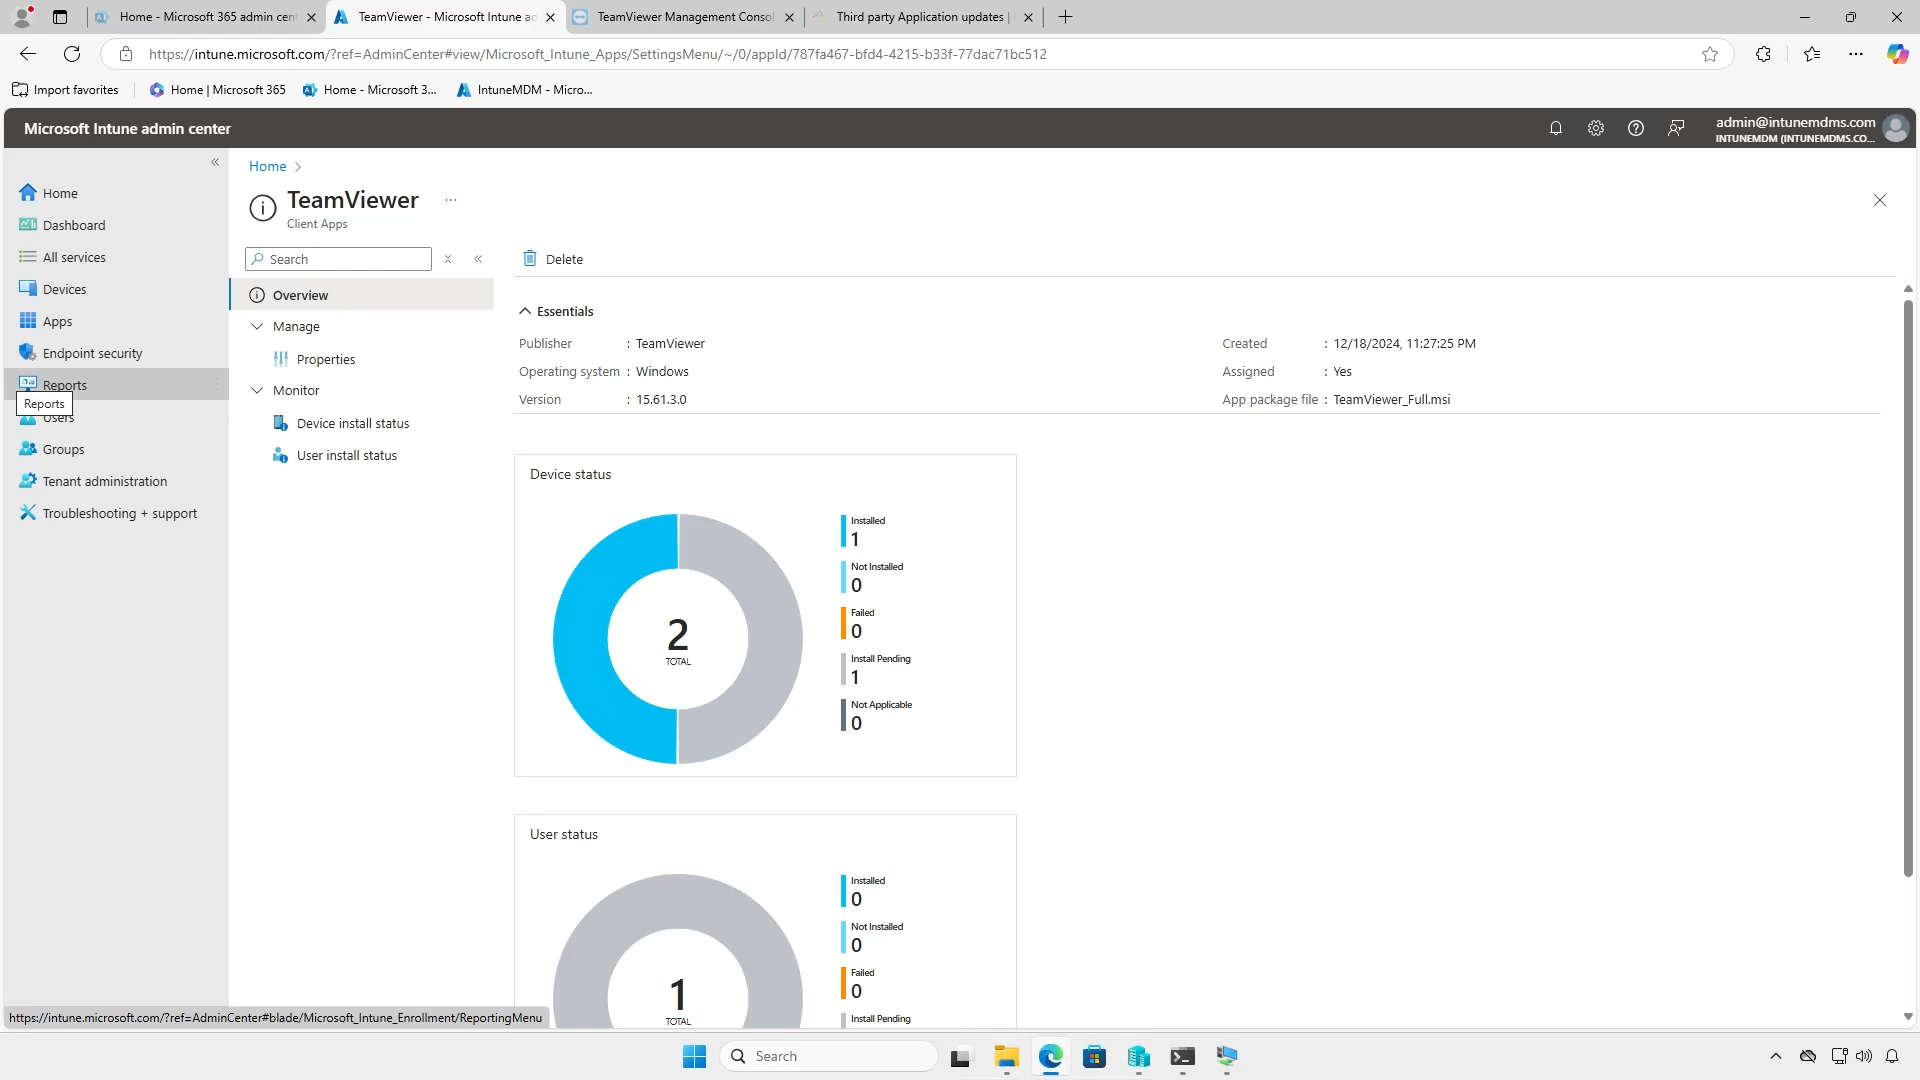 Home - Microsoft 365 admin cent
TeamViewer - Microsoft Intune ad
TeamViewer Management Consol
Third party Application updates |
https://intune.microsoft.com/?ref=AdminCenter#view/Microsoft_Intune_Apps/SettingsMenu/~/0/appId/787fa467-bfd4-4215-b33f-77dac71bc512
Import favorites
Home | Microsoft 365
Home - Microsoft 3...
IntuneMDM - Micro...
Microsoft Intune admin center
admin@intunemdms.com
INTUNEMDM (INTUNEMDMS.CO...
Home
Dashboard
All services
Devices
Apps
Endpoint security
Reports
Reports
Users
Groups
Tenant administration
Troubleshooting + support
Home
TeamViewer
...
Client Apps
Search
Overview
Manage
Properties
Monitor
Device install status
User install status
Delete
Essentials
Publisher : TeamViewer
Operating system : Windows
Version : 15.61.3.0
Created : 12/18/2024, 11:27:25 PM
Assigned : Yes
App package file : TeamViewer_Full.msi
Device status
2
TOTAL
Installed
1
Not Installed
0
Failed
0
Install Pending
1
Not Applicable
0
User status
1
TOTAL
Installed
0
Not Installed
0
Failed
0
Install Pending
https://intune.microsoft.com/?ref=AdminCenter#blade/Microsoft_Intune_Enrollment/ReportingMenu
Search